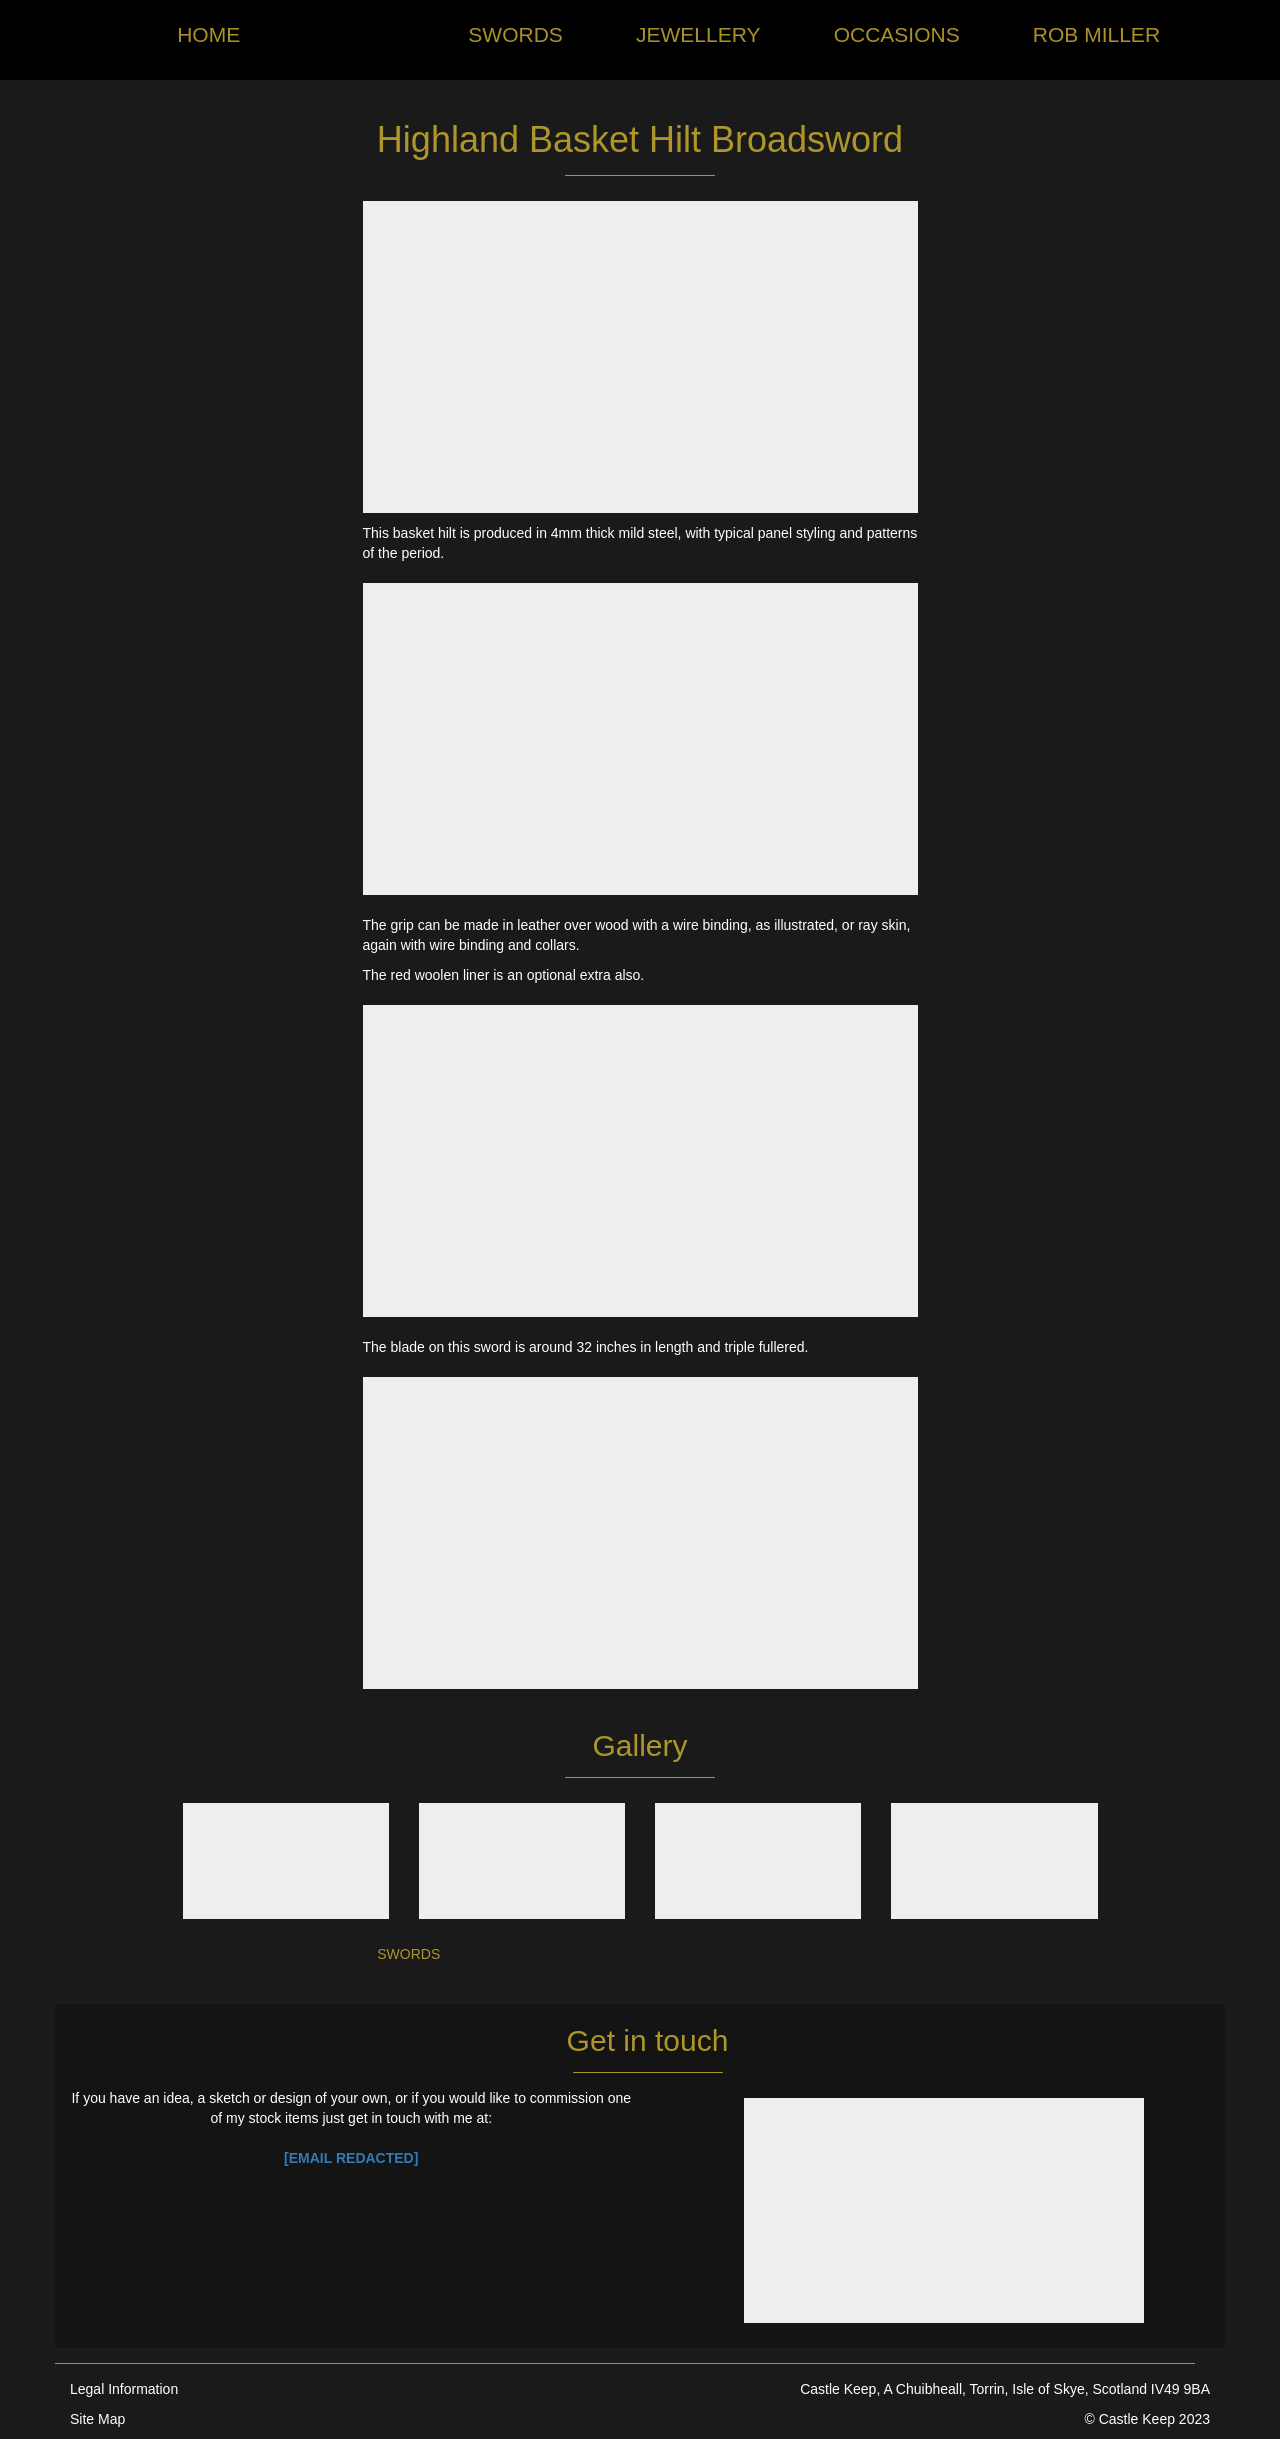 HOME
SWORDS
JEWELLERY
OCCASIONS
ROB MILLER
Highland Basket Hilt Broadsword
This basket hilt is produced in 4mm thick mild steel, with typical panel styling and patterns
of the period.
The grip can be made in leather over wood with a wire binding, as illustrated, or ray skin,
again with wire binding and collars.
The red woolen liner is an optional extra also.
The blade on this sword is around 32 inches in length and triple fullered.
Gallery
SWORDS
Get in touch
If you have an idea, a sketch or design of your own, or if you would like to commission one
of my stock items just get in touch with me at:
[EMAIL REDACTED]
Legal Information
Site Map
Castle Keep, A Chuibheall, Torrin, Isle of Skye, Scotland IV49 9BA
© Castle Keep 2023